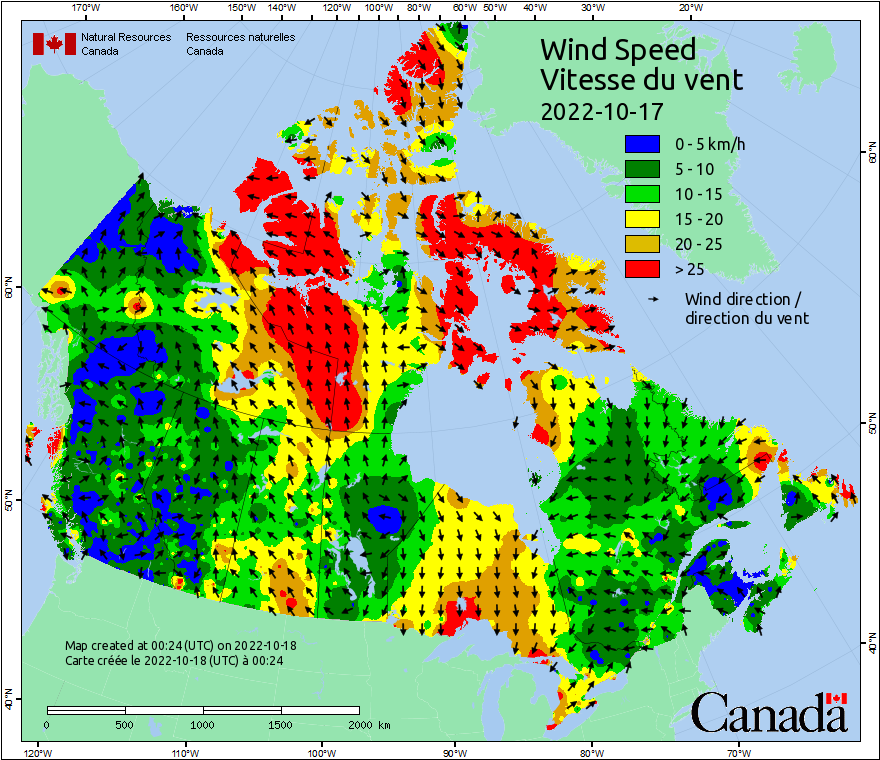 170°W 160°W 150°W 140°W 120°W 100°W 80°W 60°W 50°W 40°W 30°W 20°W
Natural Resources Ressources naturelles
Canada Canada
Wind Speed
Vitesse du vent
2022-10-17
0 - 5 km/h
5 - 10
10 - 15
15 - 20
20 - 25
> 25
Wind direction /
direction du vent
60°N 60°N
50°N 50°N
40°N 40°N
Map created at 00:24 (UTC) on 2022-10-18
Carte créée le 2022-10-18 (UTC) à 00:24
0 500 1000 1500 2000 km
Canada
120°W 110°W 100°W 90°W 80°W 70°W